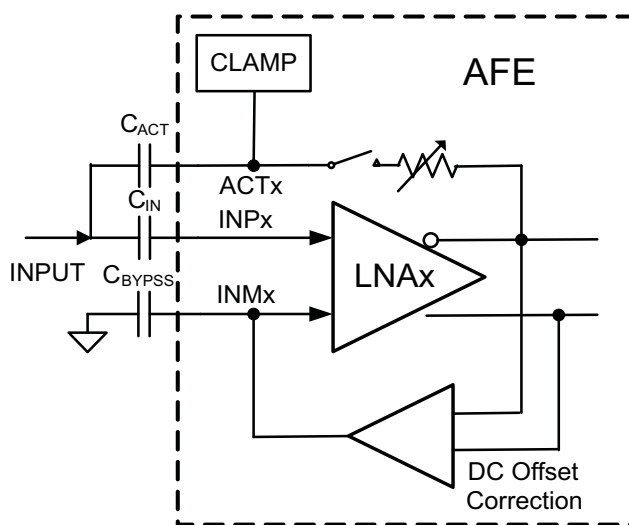 CLAMP
AFE
CACT
ACTx
CIN
INPx
INPUT
LNAx
CBYPSS
INMx
DC Offset
Correction